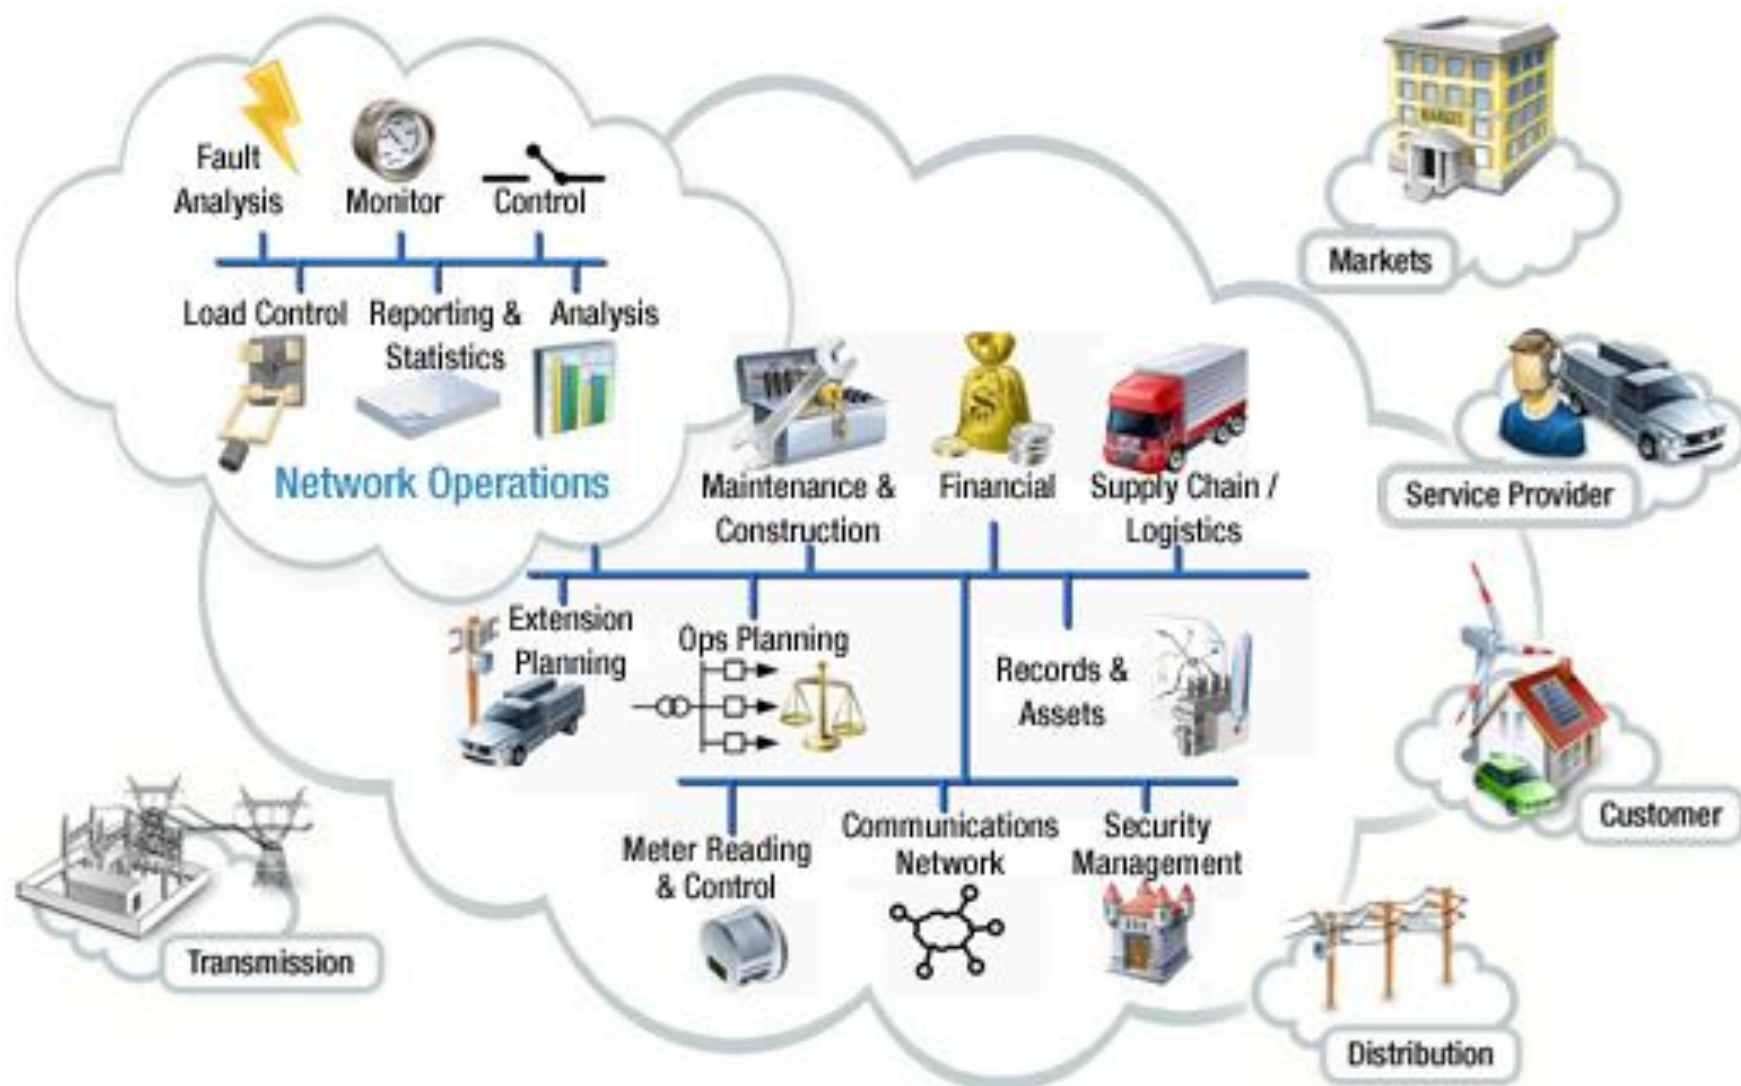 Fault
Analysis
Monitor
Control
Load Control
Reporting &
Statistics
Analysis
Network Operations
Maintenance &
Construction
Financial
Supply Chain /
Logistics
Extension
Planning
Ops Planning
Records &
Assets
Meter Reading
& Control
Communications
Network
Security
Management
Markets
Service Provider
Customer
Transmission
Distribution
$